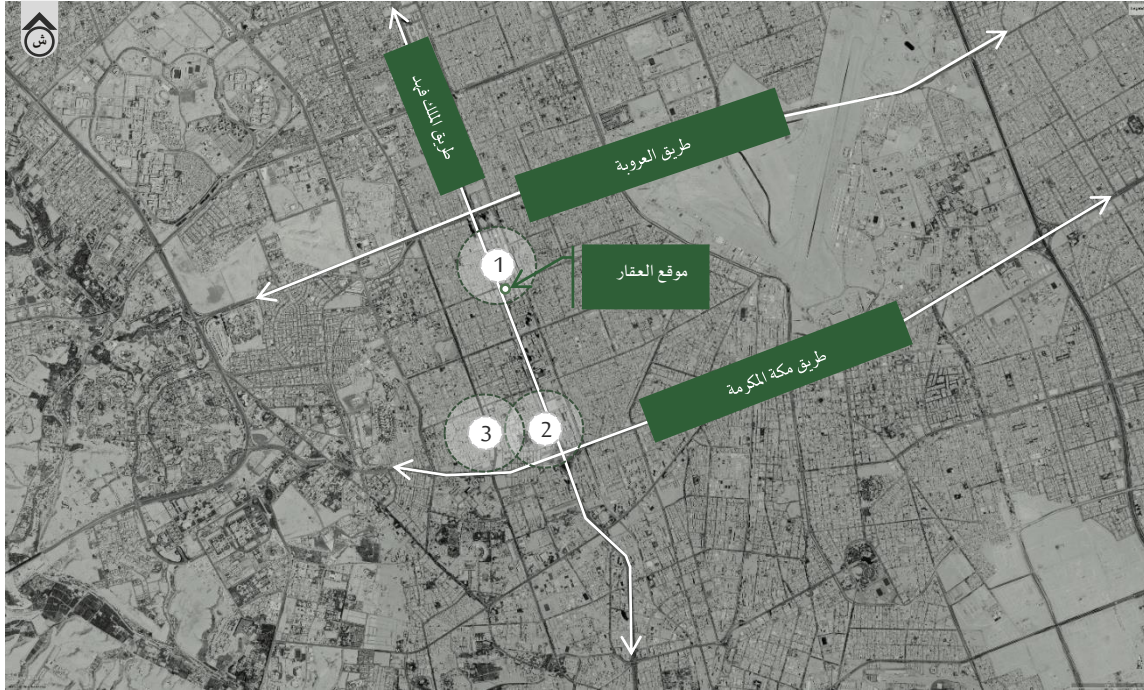 ش
طريق الملك فهد
طريق العروبة
1
موقع العقار
طريق مكة المكرمة
3
2